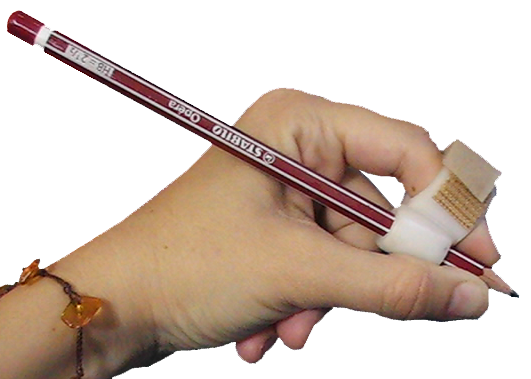 STABILO
Opéra
HB = 2½